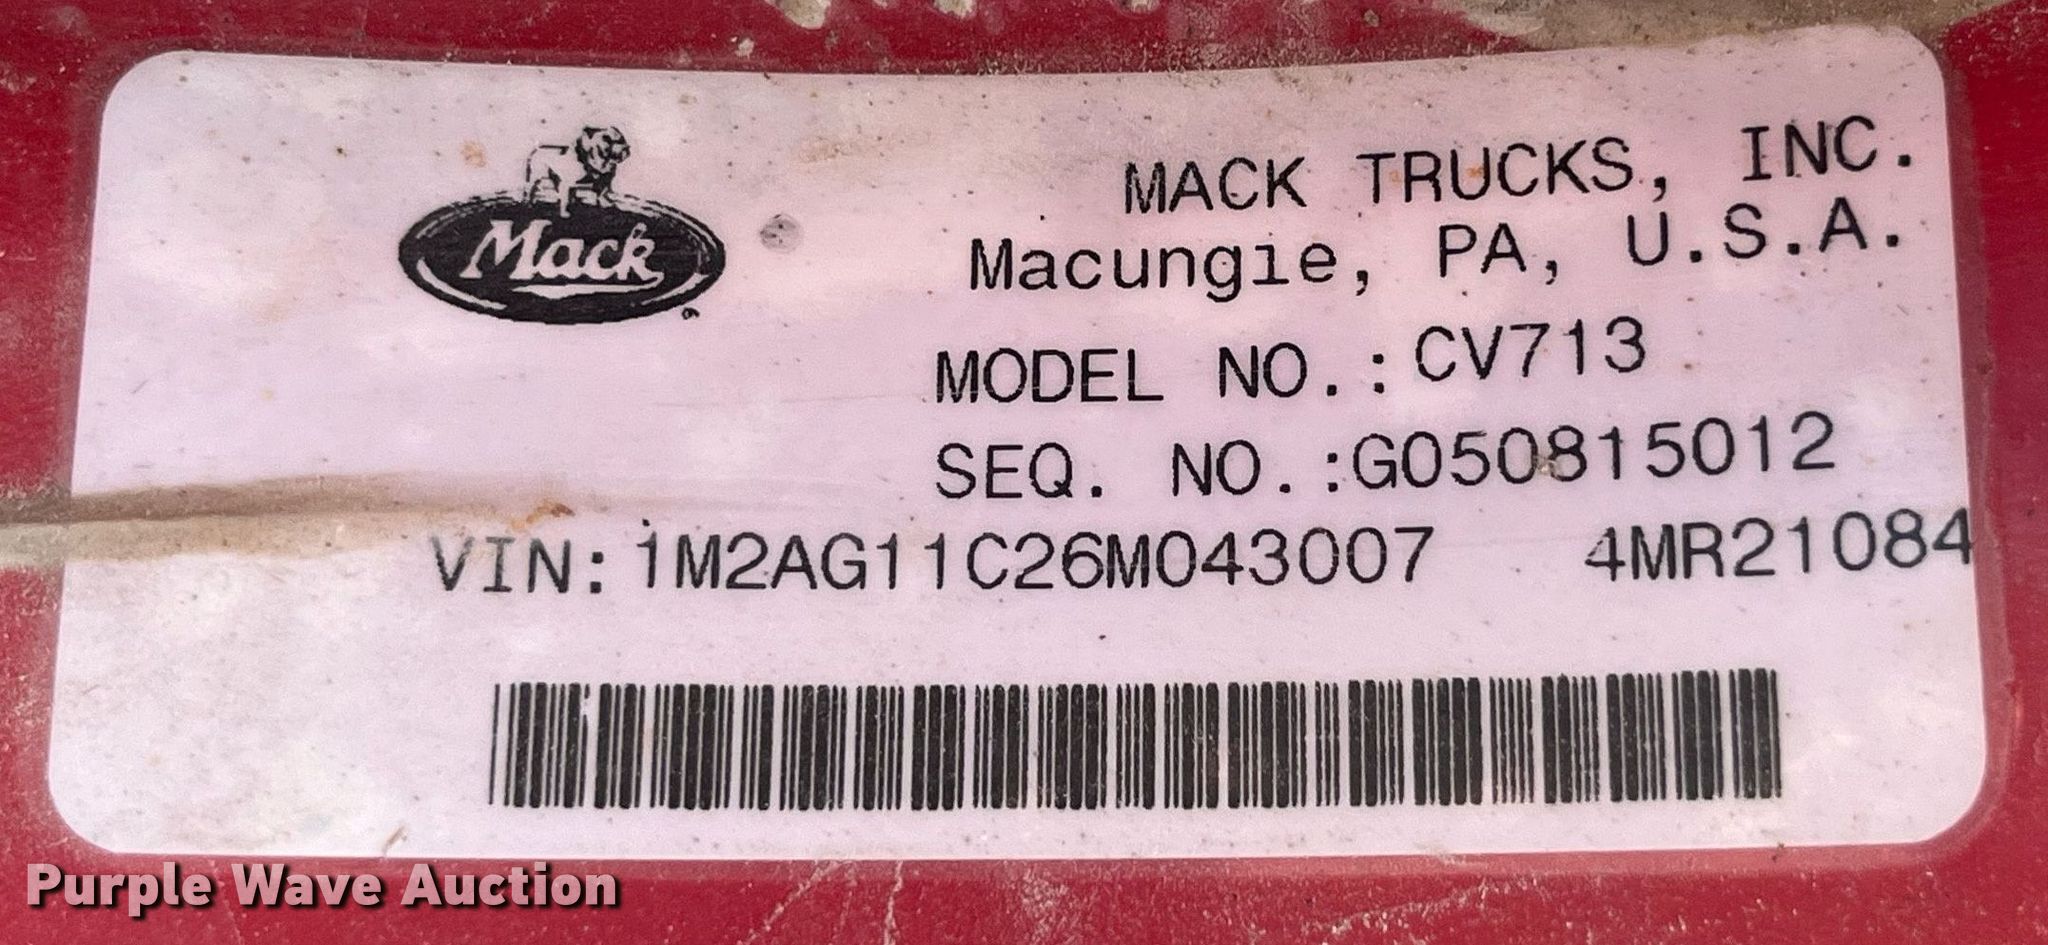 Mack
MACK TRUCKS, INC.
Macungie, PA, U.S.A.
MODEL NO.: CV713
SEQ. NO.:G050815012
VIN: 1M2AG11C26M043007 4MR21084
Purple Wave Auction